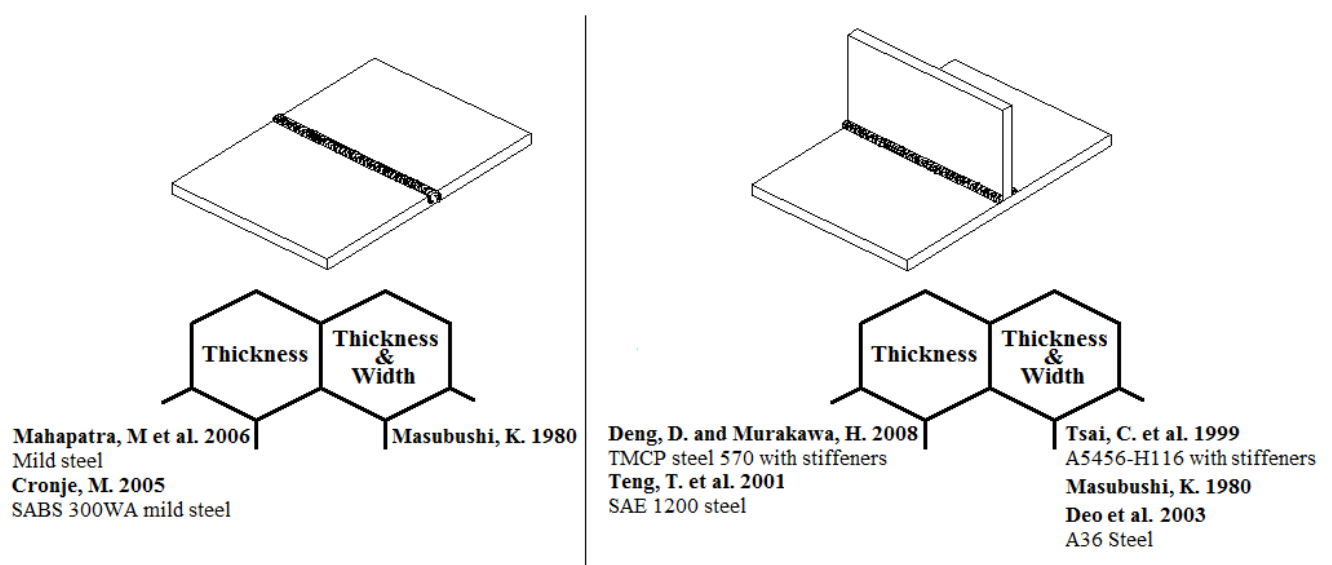 Thickness
Thickness
&
Width
Mahapatra, M et al. 2006
Mild steel
Cronje, M. 2005
SABS 300WA mild steel
Masubushi, K. 1980
Thickness
Thickness
&
Width
Deng, D. and Murakawa, H. 2008
TMCP steel 570 with stiffeners
Teng, T. et al. 2001
SAE 1200 steel
Tsai, C. et al. 1999
A5456-H116 with stiffeners
Masubushi, K. 1980
Deo et al. 2003
A36 Steel